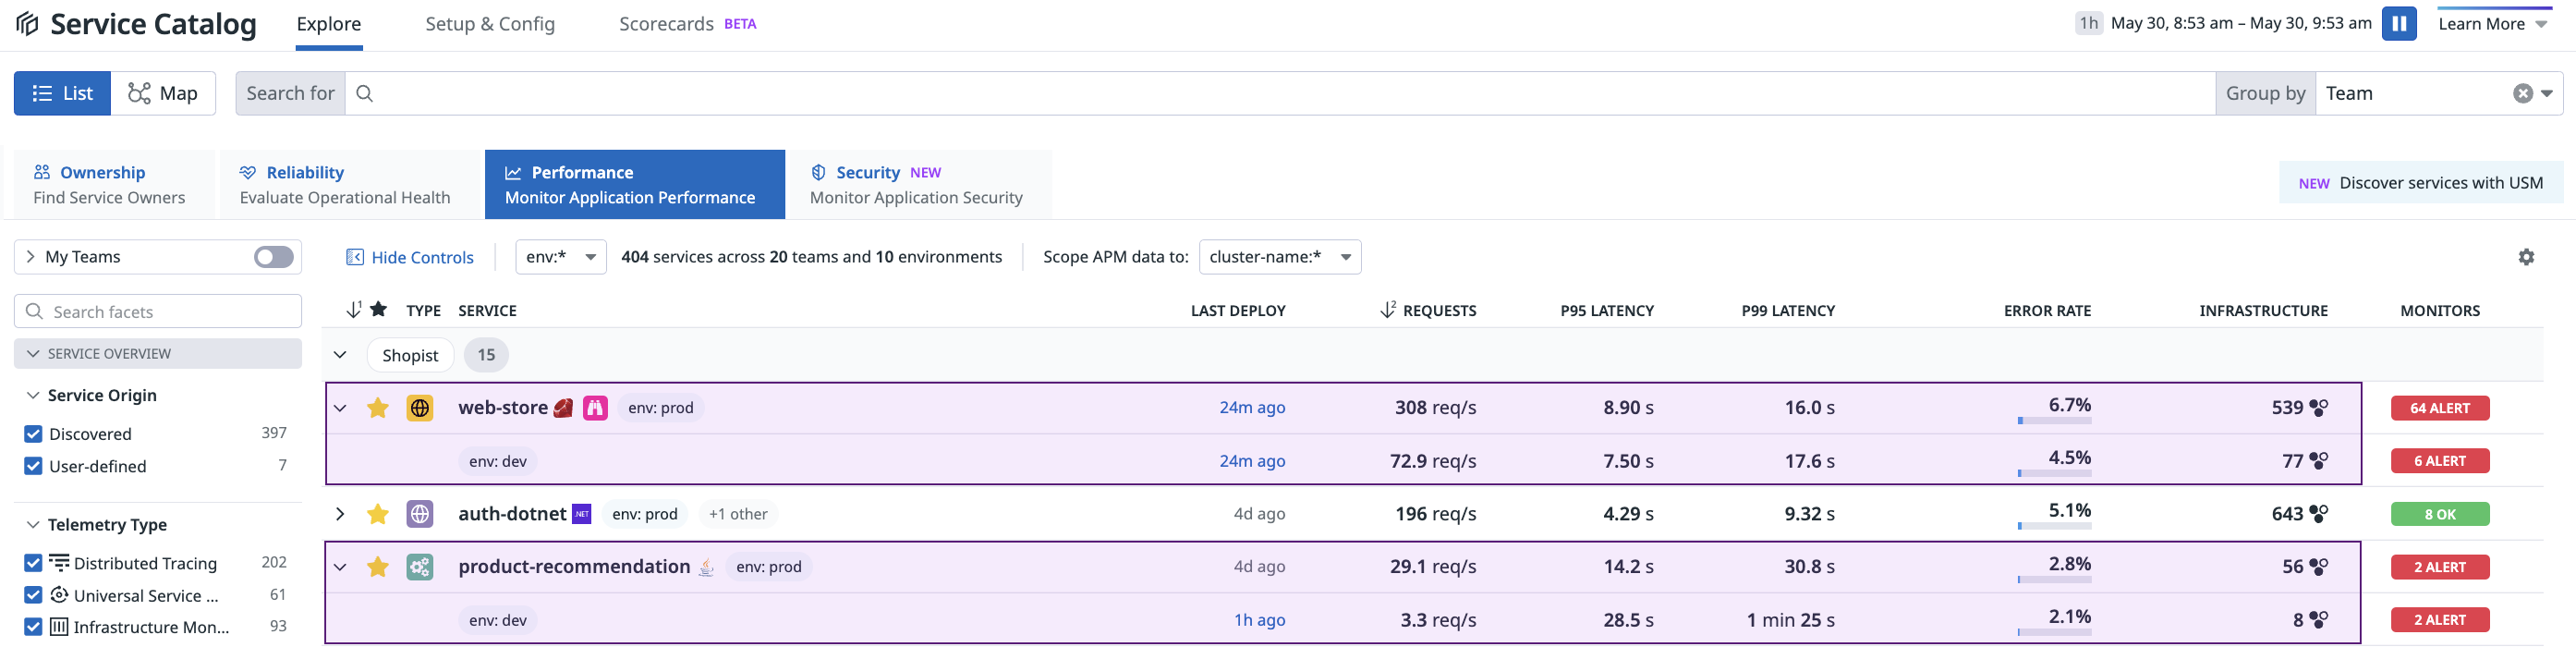 Service Catalog Explore Setup & Config Scorecards BETA 1h May 30, 8:53 am – May 30, 9:53 am Learn More
List Map Search for Group by Team
Ownership Reliability Performance Security NEW
Find Service Owners Evaluate Operational Health Monitor Application Performance Monitor Application Security NEW Discover services with USM
My Teams Hide Controls env:* 404 services across 20 teams and 10 environments Scope APM data to: cluster-name:*
Search facets 1 TYPE SERVICE LAST DEPLOY 2 REQUESTS P95 LATENCY P99 LATENCY ERROR RATE INFRASTRUCTURE MONITORS
SERVICE OVERVIEW Shopist 15
Service Origin web-store env: prod 24m ago 308 req/s 8.90 s 16.0 s 6.7% 539 64 ALERT
Discovered 397
User-defined 7 env: dev 24m ago 72.9 req/s 7.50 s 17.6 s 4.5% 77 6 ALERT
Telemetry Type auth-dotnet .NET env: prod +1 other 4d ago 196 req/s 4.29 s 9.32 s 5.1% 643 8 OK
Distributed Tracing 202 product-recommendation env: prod 4d ago 29.1 req/s 14.2 s 30.8 s 2.8% 56 2 ALERT
Universal Service ... 61
Infrastructure Mon... 93 env: dev 1h ago 3.3 req/s 28.5 s 1 min 25 s 2.1% 8 2 ALERT